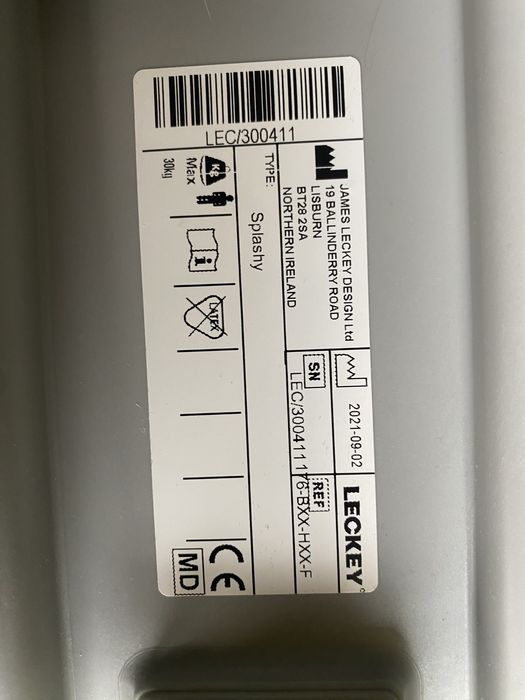 LEC/300411
JAMES LECKEY DESIGN Ltd
19 BALLINDERRY ROAD
LISBURN
BT28 2SA
NORTHERN IRELAND
2021-09-02
LECKEY
SN
LEC/300411
REF
176-BXX-HXX-F
TYPE:
Splashy
KG
Max
30kg
i
LATEX
CE
MD